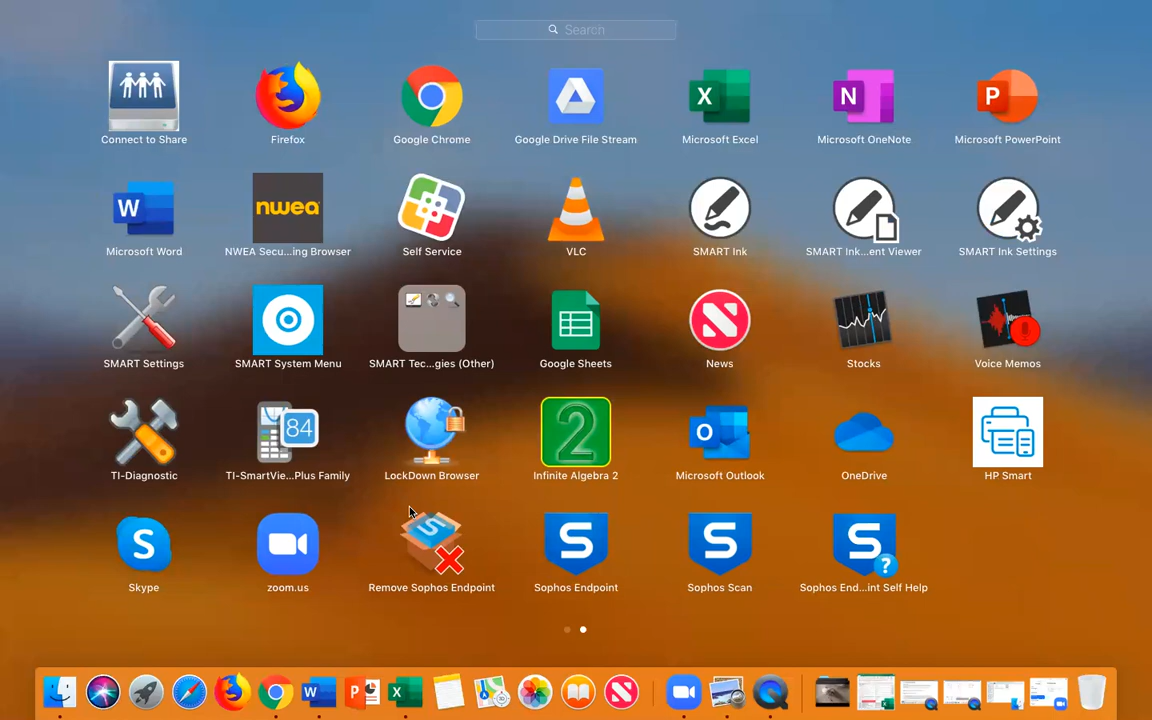 Search
Connect to Share
Firefox
Google Chrome
Google Drive File Stream
X
Microsoft Excel
N
Microsoft OneNote
P
Microsoft PowerPoint
W
Microsoft Word
nwea
NWEA Secu...ing Browser
Self Service
VLC
SMART Ink
SMART Ink...ent Viewer
SMART Ink Settings
SMART Settings
SMART System Menu
SMART Tec...gies (Other)
Google Sheets
News
Stocks
Voice Memos
TI-Diagnostic
84
TI-SmartVie...Plus Family
LockDown Browser
2
Infinite Algebra 2
O
Microsoft Outlook
OneDrive
HP Smart
S
Skype
zoom.us
S
Remove Sophos Endpoint
S
Sophos Endpoint
S
Sophos Scan
S
?
Sophos End...int Self Help
W
P
X